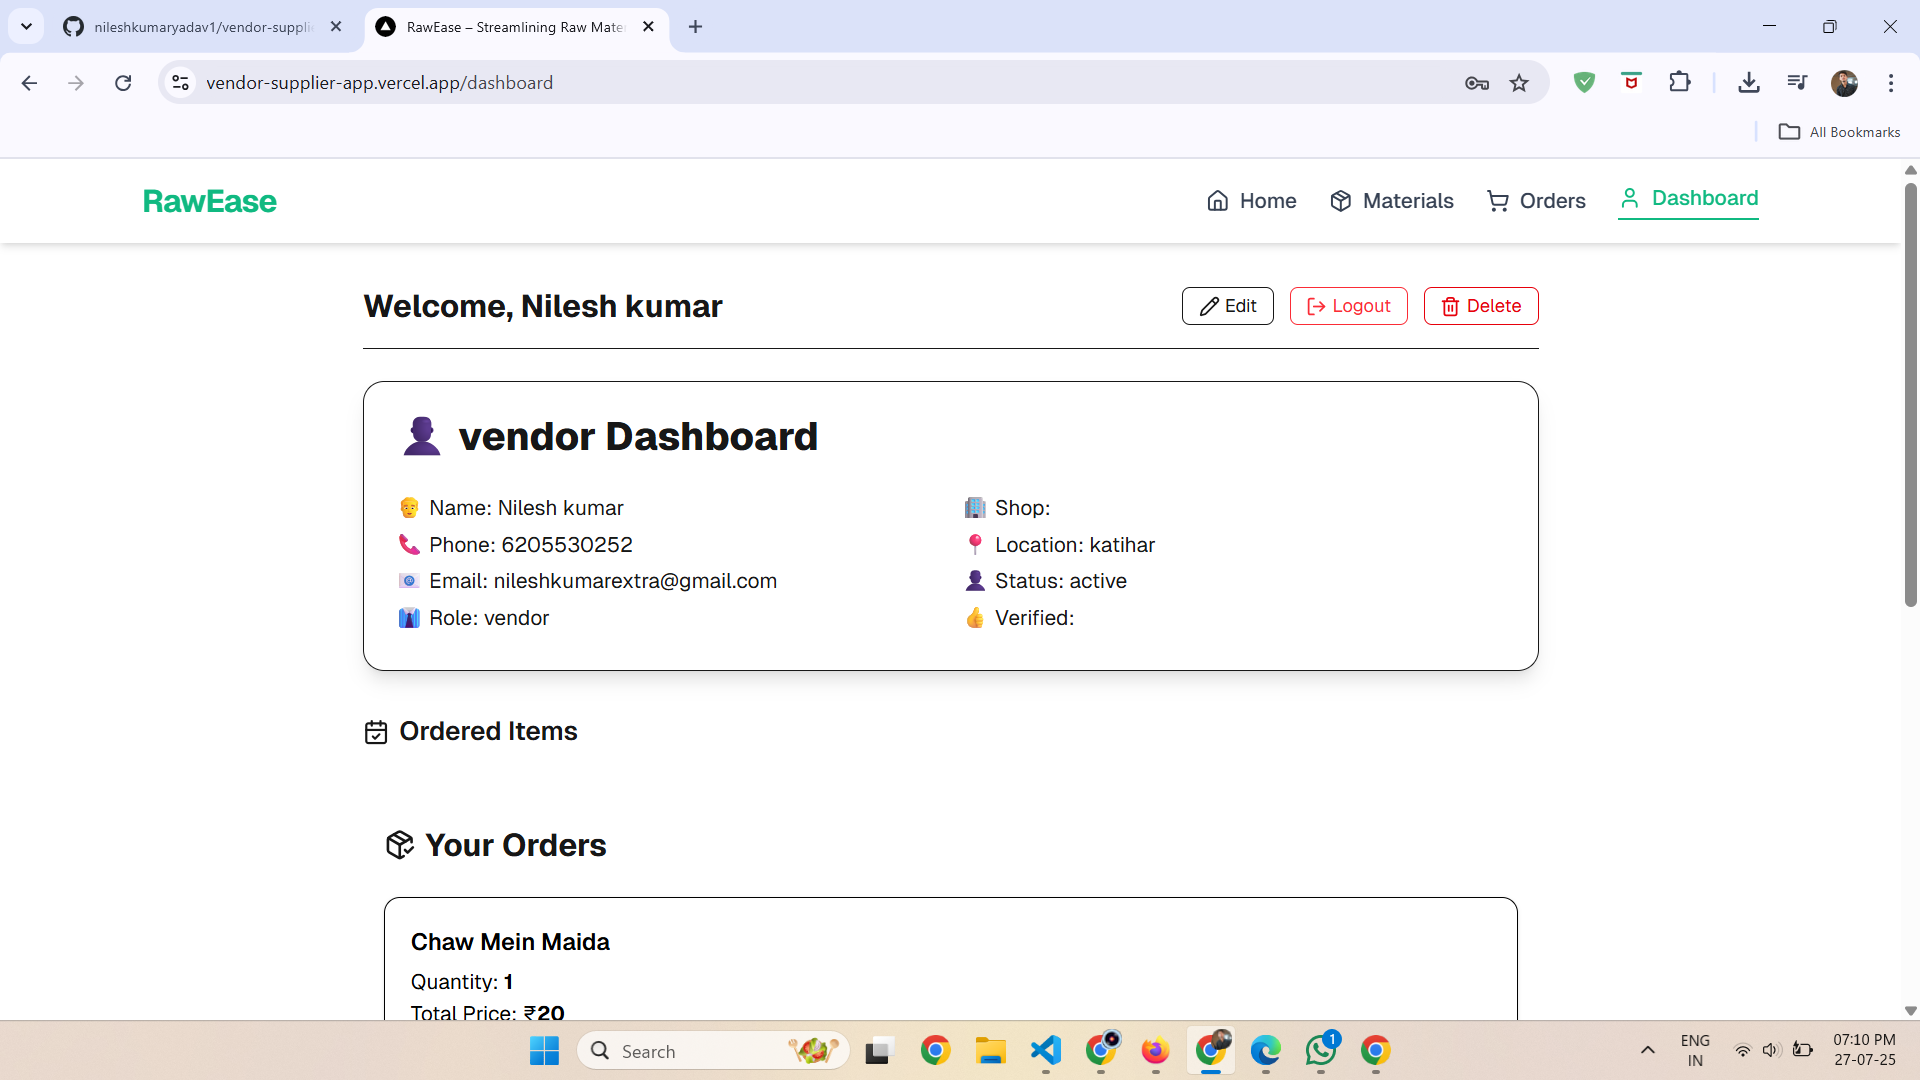 nileshkumaryadav1/vendor-suppli
RawEase – Streamlining Raw Mater
vendor-supplier-app.vercel.app/dashboard
All Bookmarks
RawEase
Home
Materials
Orders
Dashboard
Welcome, Nilesh kumar
Edit
Logout
Delete
vendor Dashboard
Name: Nilesh kumar
Phone: 6205530252
Email: nileshkumarextra@gmail.com
Role: vendor
Shop:
Location: katihar
Status: active
Verified:
Ordered Items
Your Orders
Chaw Mein Maida
Quantity: 1
Total Price: ₹20
Search
1
ENG
IN
07:10 PM
27-07-25